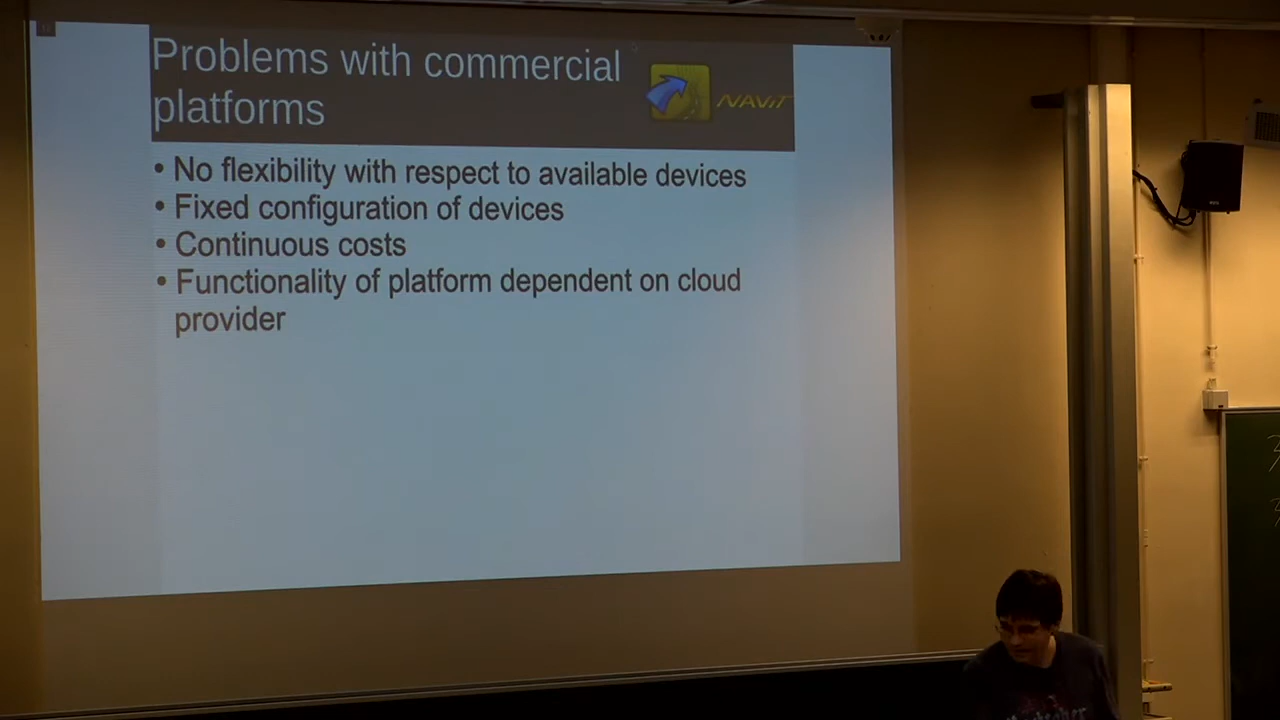 Problems with commercial
platforms
NAViT
• No flexibility with respect to available devices
• Fixed configuration of devices
• Continuous costs
• Functionality of platform dependent on cloud
provider